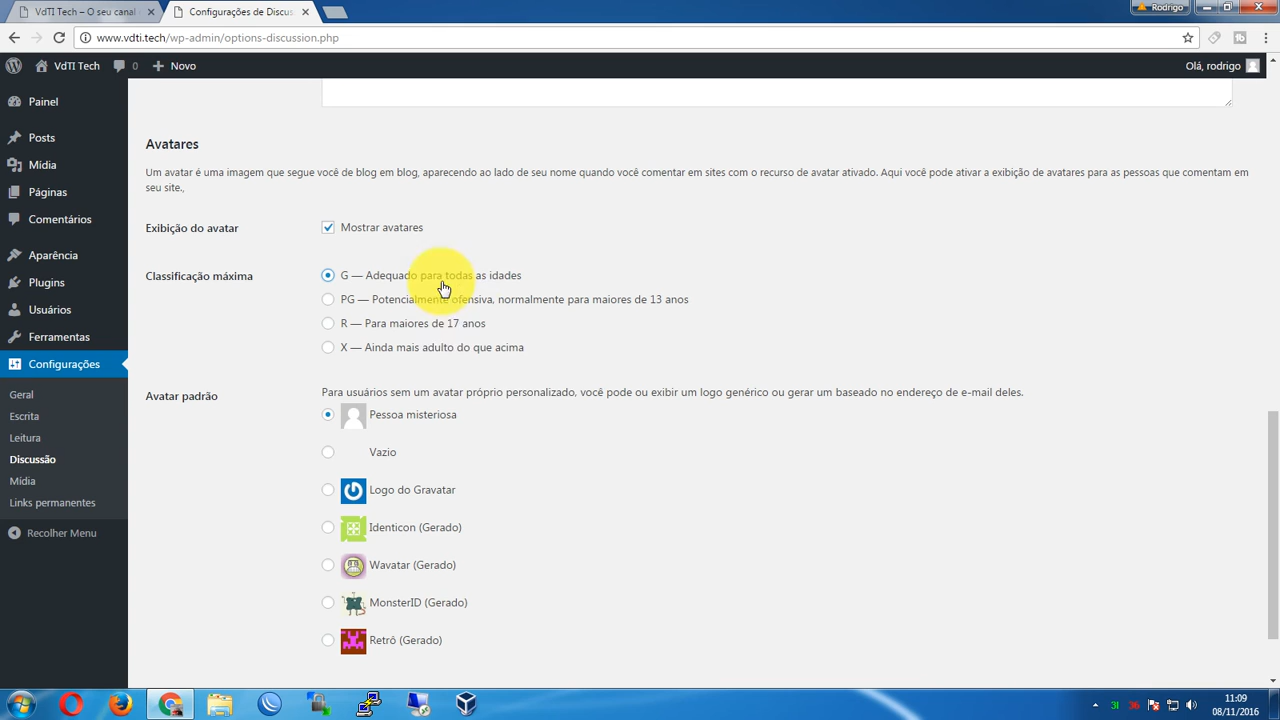 VdTI Tech – O seu canal
Configurações de Discus
Rodrigo
www.vdti.tech/wp-admin/options-discussion.php
VdTI Tech
0
Novo
Olá, rodrigo
Painel
Posts
Mídia
Páginas
Comentários
Aparência
Plugins
Usuários
Ferramentas
Configurações
Geral
Escrita
Leitura
Discussão
Mídia
Links permanentes
Recolher Menu
Avatares
Um avatar é uma imagem que segue você de blog em blog, aparecendo ao lado de seu nome quando você comentar em sites com o recurso de avatar ativado. Aqui você pode ativar a exibição de avatares para as pessoas que comentam em
seu site.,
Exibição do avatar
Mostrar avatares
Classificação máxima
G — Adequado para todas as idades
PG — Potencialmente ofensiva, normalmente para maiores de 13 anos
R — Para maiores de 17 anos
X — Ainda mais adulto do que acima
Avatar padrão
Para usuários sem um avatar próprio personalizado, você pode ou exibir um logo genérico ou gerar um baseado no endereço de e-mail deles.
Pessoa misteriosa
Vazio
Logo do Gravatar
Identicon (Gerado)
Wavatar (Gerado)
MonsterID (Gerado)
Retrô (Gerado)
31
36
11:09
08/11/2016